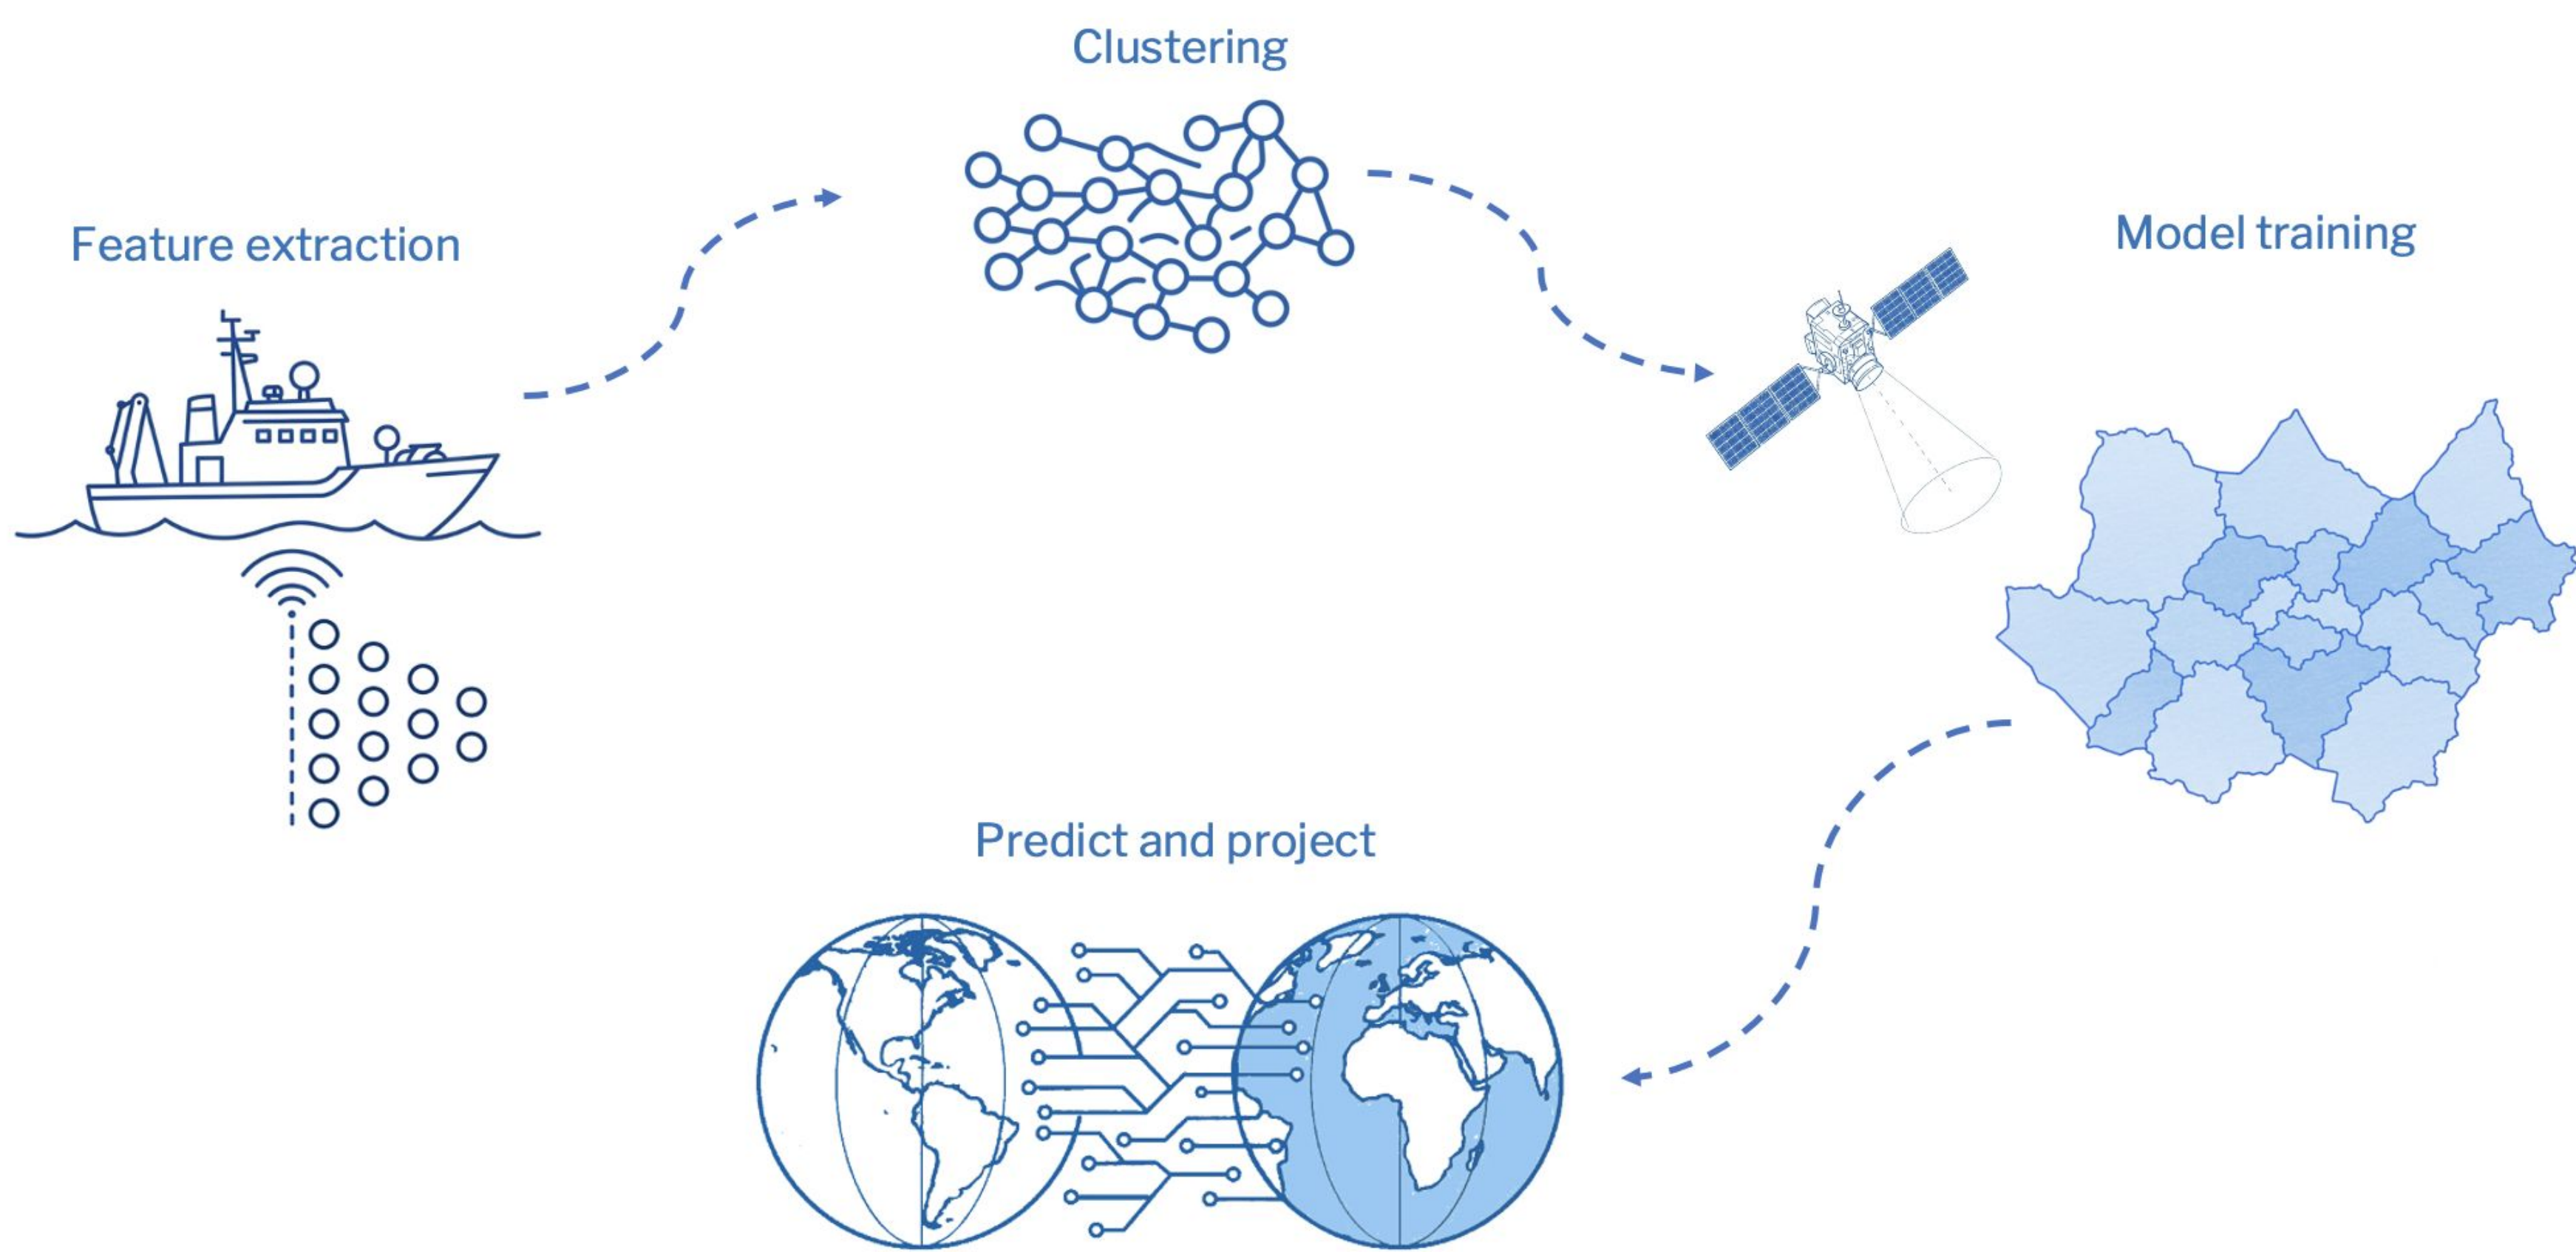 Clustering
Feature extraction
Model training
Predict and project